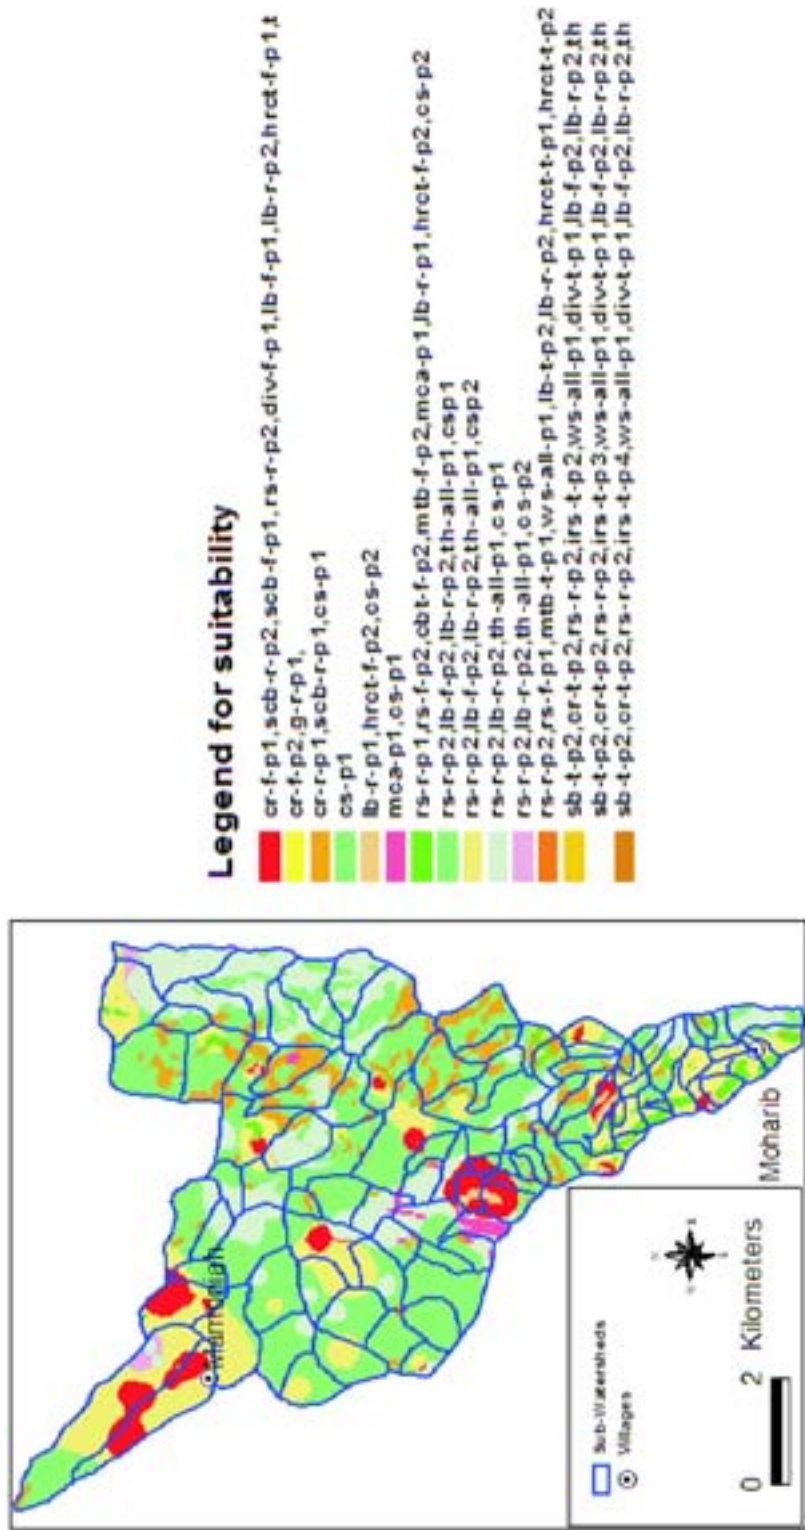 Legend for suitability
cr-f-p1,scb-r-p2,scb-f-p1,rs-r-p2,div-f-p1,lb-f-p1,lb-r-p2,hrct-f-p1,t
cr-f-p2,g-r-p1,
cr-r-p1,scb-r-p1,cs-p1
cs-p1
lb-r-p1,hrct-f-p2,cs-p2
mca-p1,cs-p1
rs-r-p1,rs-f-p2,cbt-f-p2,mtb-f-p2,mca-p1,lb-r-p1,hrct-f-p2,cs-p2
rs-r-p2,lb-f-p2,lb-r-p2,th-all-p1,csp1
rs-r-p2,lb-f-p2,lb-r-p2,th-all-p1,csp2
rs-r-p2,lb-r-p2,th-all-p1,cs-p1
rs-r-p2,lb-r-p2,th-all-p1,cs-p2
rs-r-p2,rs-f-p1,mtb-t-p1,ws-all-p1,lb-t-p2,lb-r-p2,hrct-t-p1,hrct-t-p2
sb-t-p2,cr-t-p2,rs-r-p2,irs-t-p2,ws-all-p1,div-t-p1,lb-f-p2,lb-r-p2,th
sb-t-p2,cr-t-p2,rs-r-p2,irs-t-p3,ws-all-p1,div-t-p1,lb-f-p2,lb-r-p2,th
sb-t-p2,cr-t-p2,rs-r-p2,irs-t-p4,ws-all-p1,div-t-p1,lb-f-p2,lb-r-p2,th
Moharib
Sub-Watersheds
Villages
0 2 Kilometers